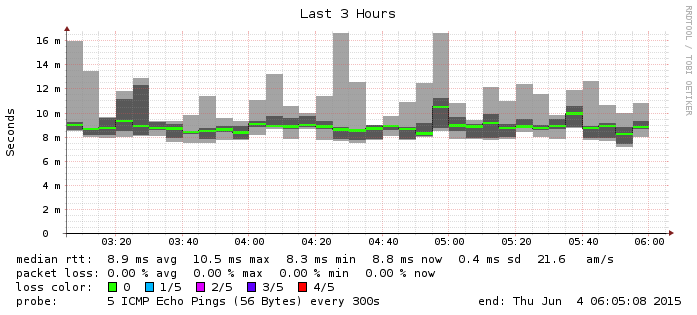 Last 3 Hours
RRDTOOL / TOBI OETIKER
Seconds
16 m
14 m
12 m
10 m
8 m
6 m
4 m
2 m
0
03:20 03:40 04:00 04:20 04:40 05:00 05:20 05:40 06:00
median rtt: 8.9 ms avg 10.5 ms max 8.3 ms min 8.8 ms now 0.4 ms sd 21.6 am/s
packet loss: 0.00 % avg 0.00 % max 0.00 % min 0.00 % now
loss color: 0 1/5 2/5 3/5 4/5
probe: 5 ICMP Echo Pings (56 Bytes) every 300s end: Thu Jun 4 06:05:08 2015